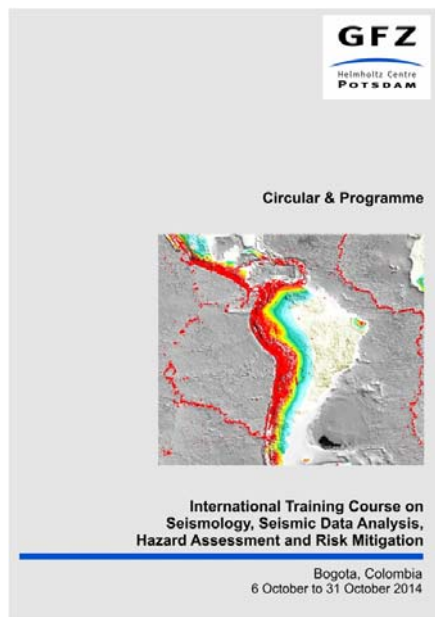 GFZ
Helmholtz Centre
POTSDAM
Circular & Programme
International Training Course on
Seismology, Seismic Data Analysis,
Hazard Assessment and Risk Mitigation
Bogota, Colombia
6 October to 31 October 2014